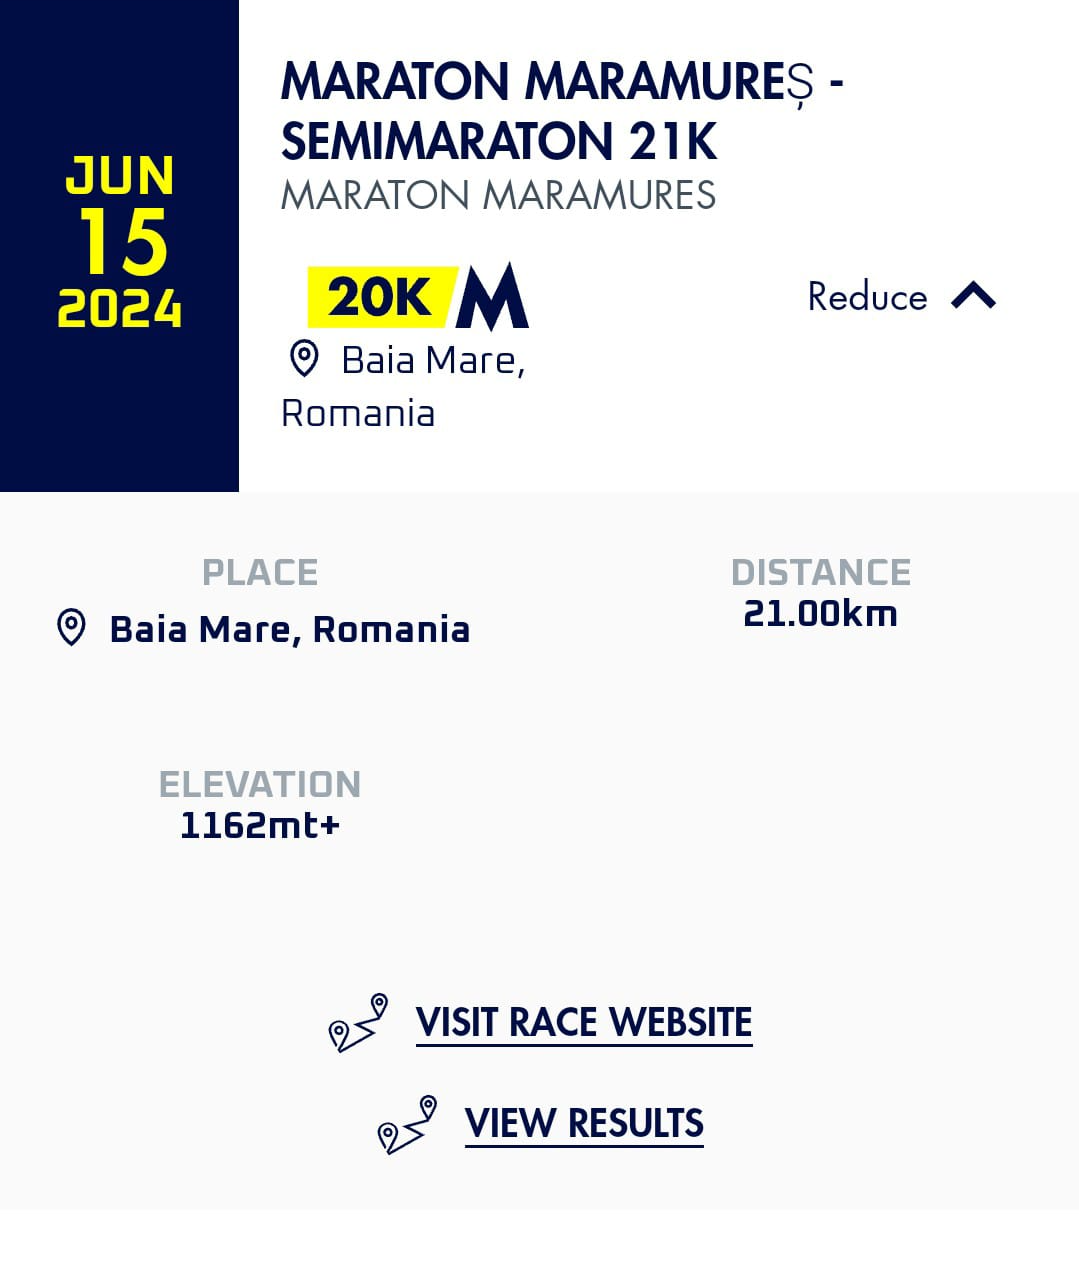 JUN
15
2024
MARATON MARAMUREȘ -
SEMIMARATON 21K
MARATON MARAMURES
20K M
Reduce
Baia Mare,
Romania
PLACE
Baia Mare, Romania
DISTANCE
21.00km
ELEVATION
1162mt+
VISIT RACE WEBSITE
VIEW RESULTS